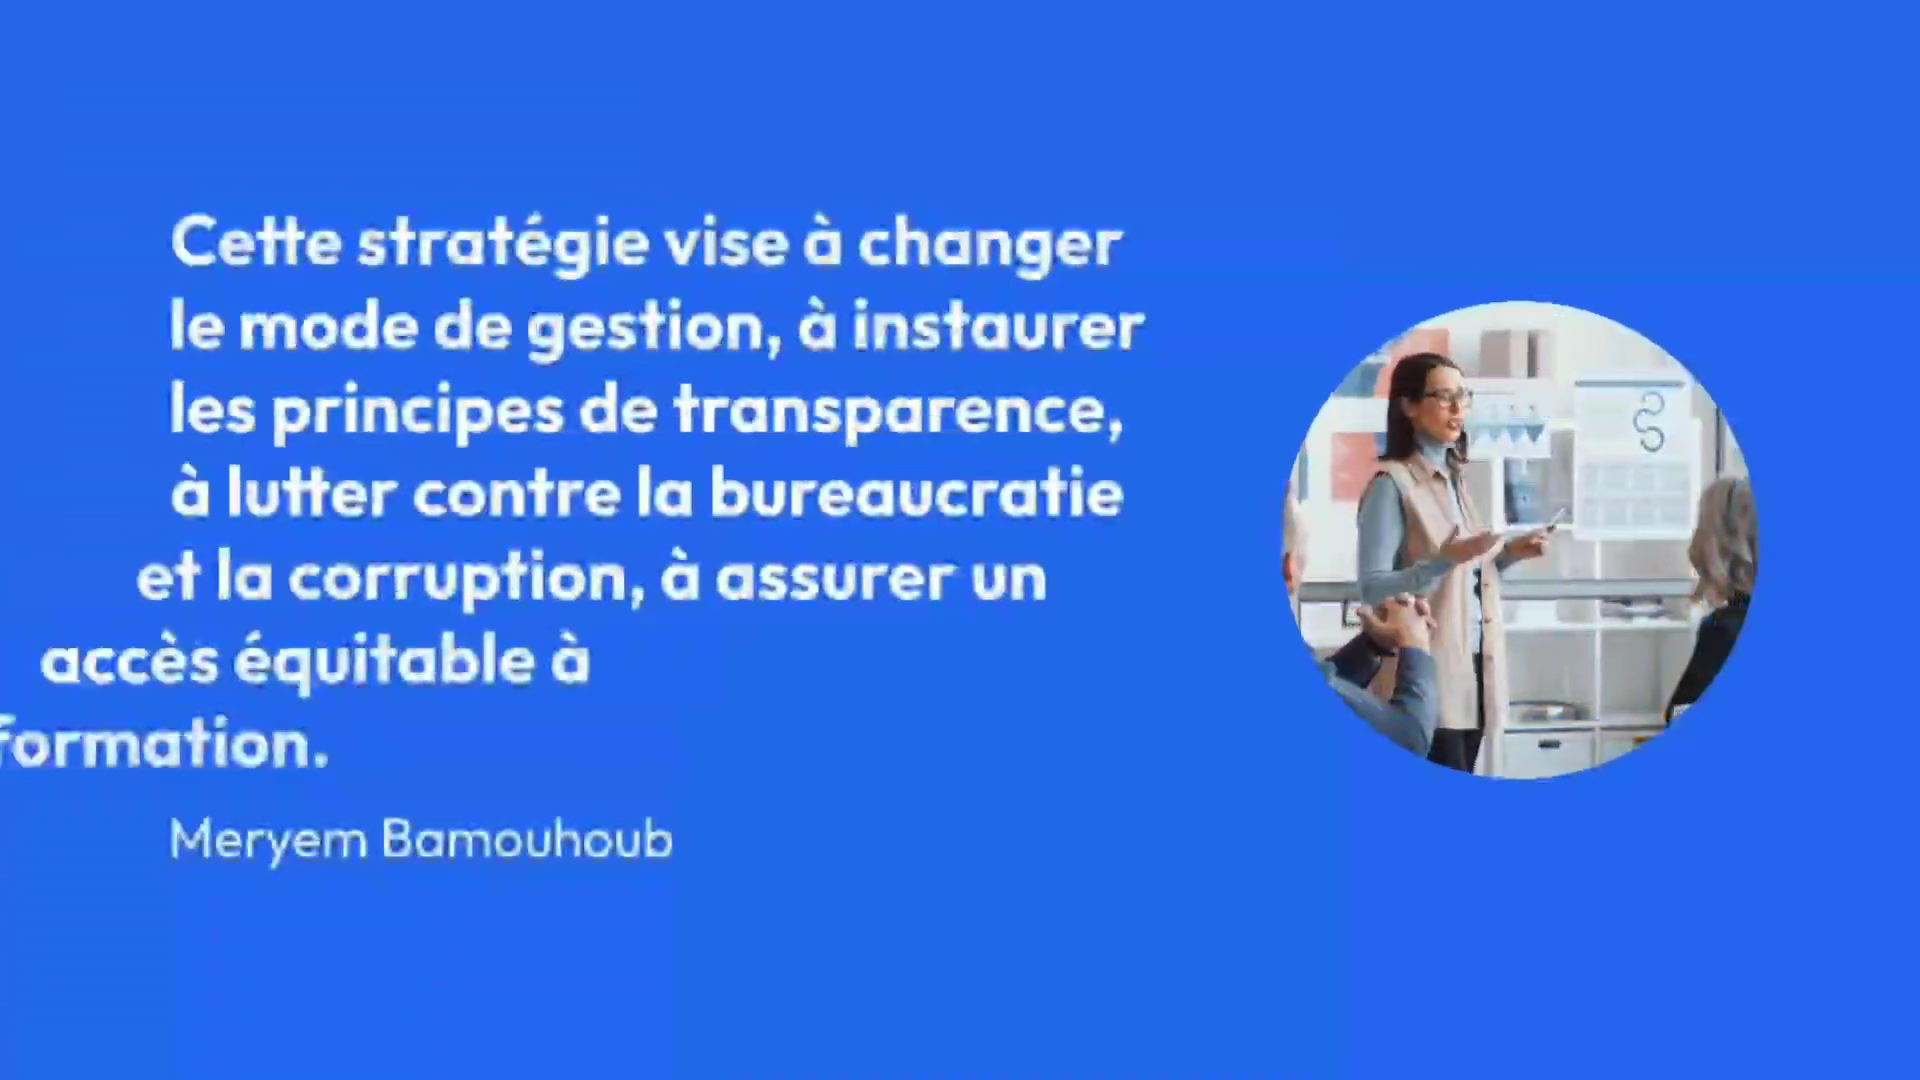 Cette stratégie vise à changer
le mode de gestion, à instaurer
les principes de transparence,
à lutter contre la bureaucratie
et la corruption, à assurer un
accès équitable à
formation.
Meryem Bamouhoub